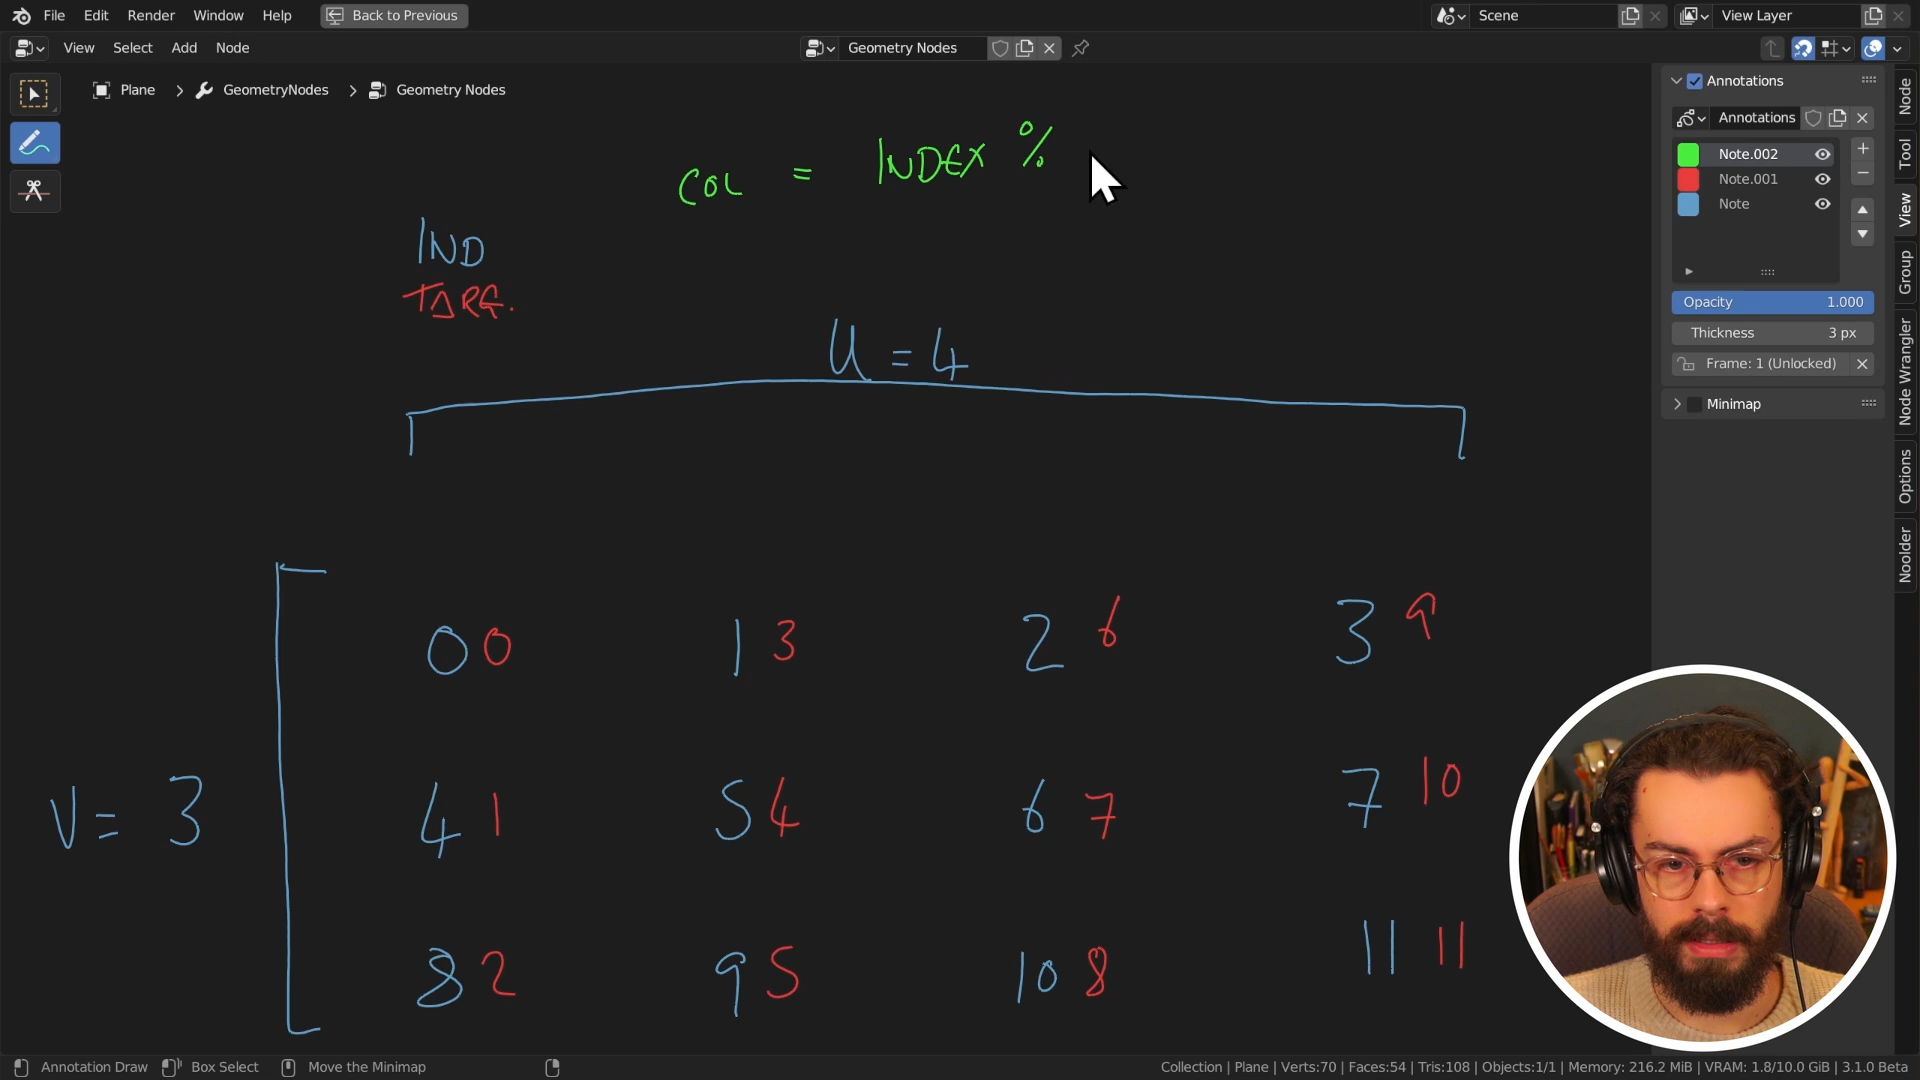 File Edit Render Window Help Back to Previous Scene View Layer
View Select Add Node Geometry Nodes
Plane > GeometryNodes > Geometry Nodes
COL = INDEX %
IND
TARG.
U = 4
0 0 1 3 2 6 3 9
V = 3 4 1 5 4 6 7 7 10
8 2 9 5 10 8 11 11
Annotations
Annotations
Note.002
Note.001
Note
Opacity 1.000
Thickness 3 px
Frame: 1 (Unlocked)
Minimap
Node
Tool
View
Group
Node Wrangler
Options
Noolder
Annotation Draw Box Select Move the Minimap Collection | Plane | Verts:70 | Faces:54 | Tris:108 | Objects:1/1 | Memory: 216.2 MiB | VRAM: 1.8/10.0 GiB | 3.1.0 Beta